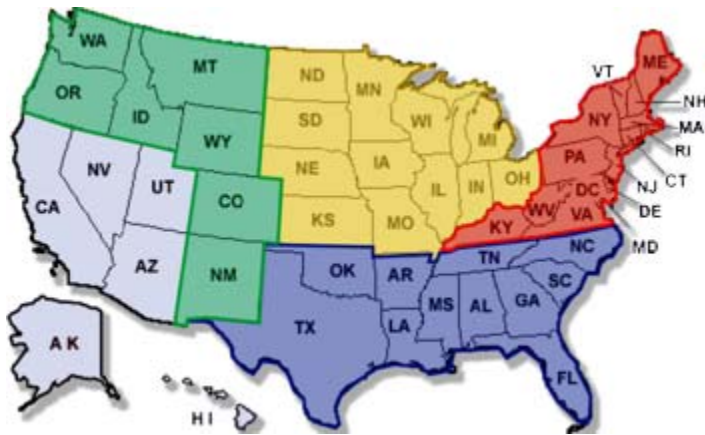 WA
MT
ND
MN
VT
ME
OR
ID
SD
WI
MI
NY
NH
MA
WY
RI
NV
NE
IA
PA
CT
UT
IL
IN
OH
NJ
CA
CO
DC
DE
KS
MO
WV
VA
KY
MD
AZ
NM
OK
AR
TN
NC
SC
TX
MS
AL
GA
LA
AK
FL
HI